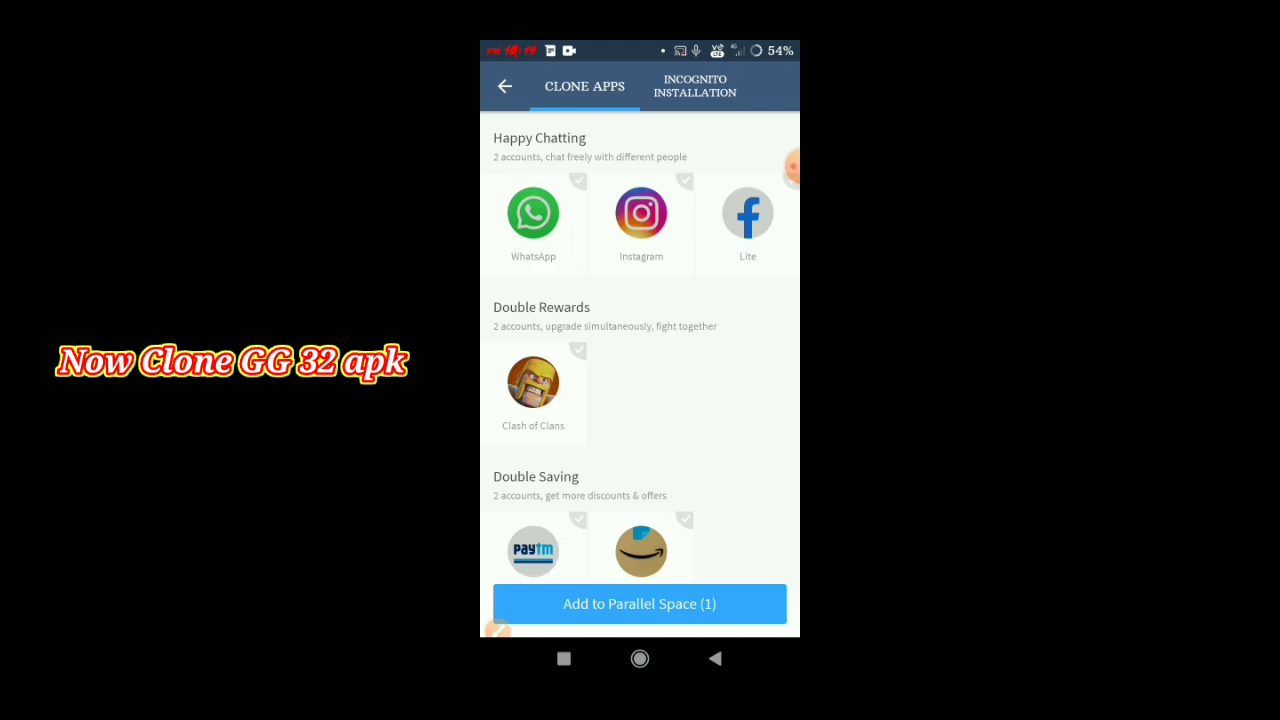 54%
CLONE APPS
INCOGNITO
INSTALLATION
Happy Chatting
2 accounts, chat freely with different people
WhatsApp
Instagram
Lite
Double Rewards
2 accounts, upgrade simultaneously, fight together
Now Clone GG 32 apk
Clash of Clans
Double Saving
2 accounts, get more discounts & offers
paytm
Add to Parallel Space (1)